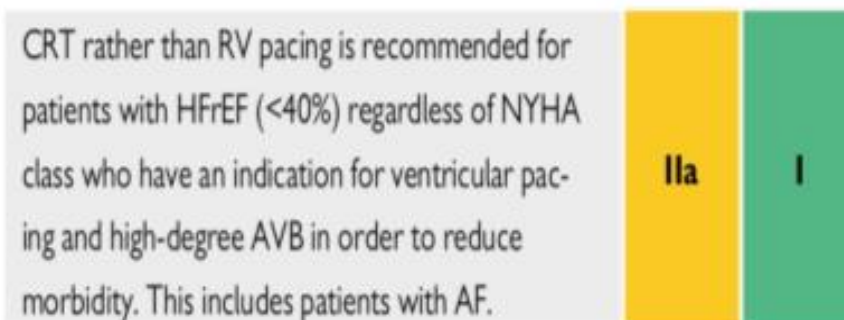 CRT rather than RV pacing is recommended for
patients with HFrEF (<40%) regardless of NYHA
class who have an indication for ventricular pac-
ing and high-degree AVB in order to reduce
morbidity. This includes patients with AF.
IIa
I